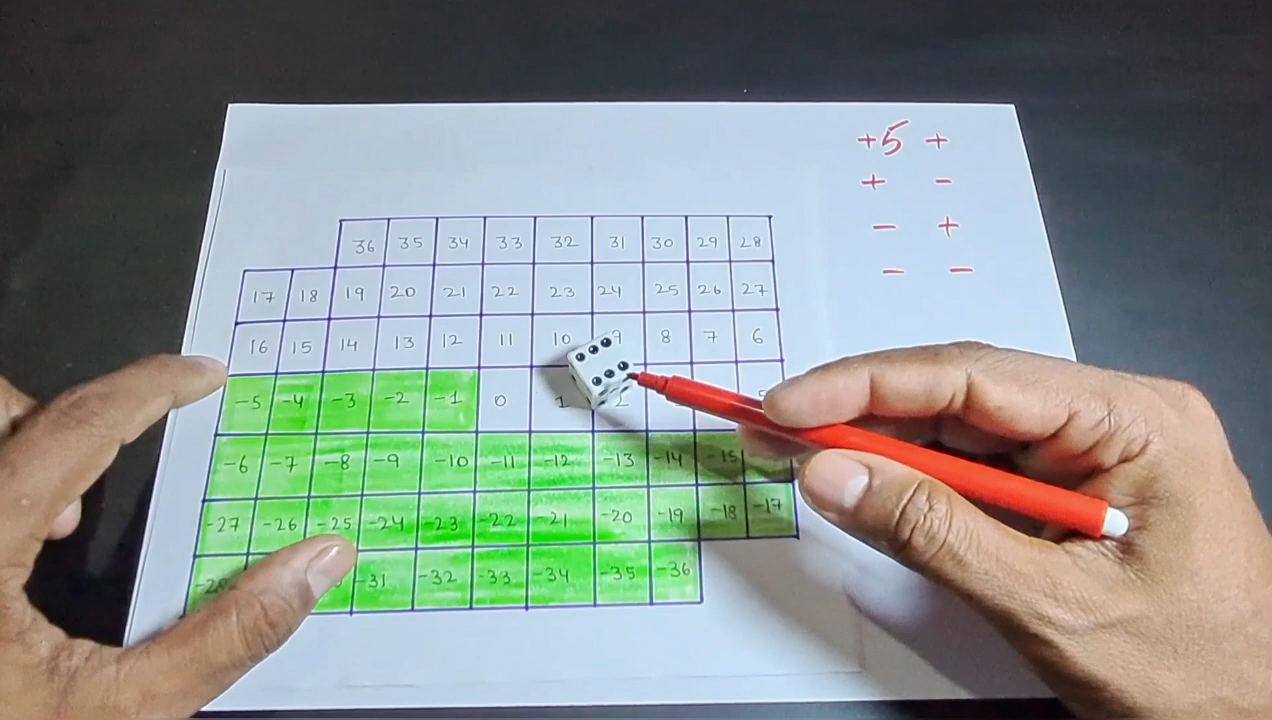 +5 +
+ -
- +
- -
36 35 34 33 32 31 30 29 28
17 18 19 20 21 22 23 24 25 26 27
16 15 14 13 12 11 10 9 8 7 6
-5 -4 -3 -2 -1 0 1 2
-6 -7 -8 -9 -10 -11 -12 -13 -14 -15
-27 -26 -25 -24 -23 -22 -21 -20 -19 -18 -17
-28 -31 -32 -33 -34 -35 -36